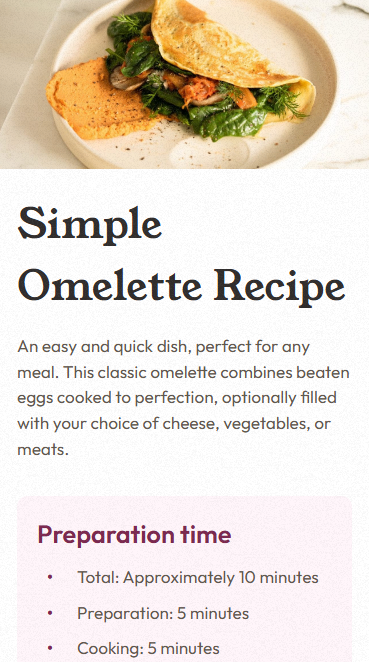 Simple
Omelette Recipe
An easy and quick dish, perfect for any
meal. This classic omelette combines beaten
eggs cooked to perfection, optionally filled
with your choice of cheese, vegetables, or
meats.
Preparation time
• Total: Approximately 10 minutes
• Preparation: 5 minutes
• Cooking: 5 minutes